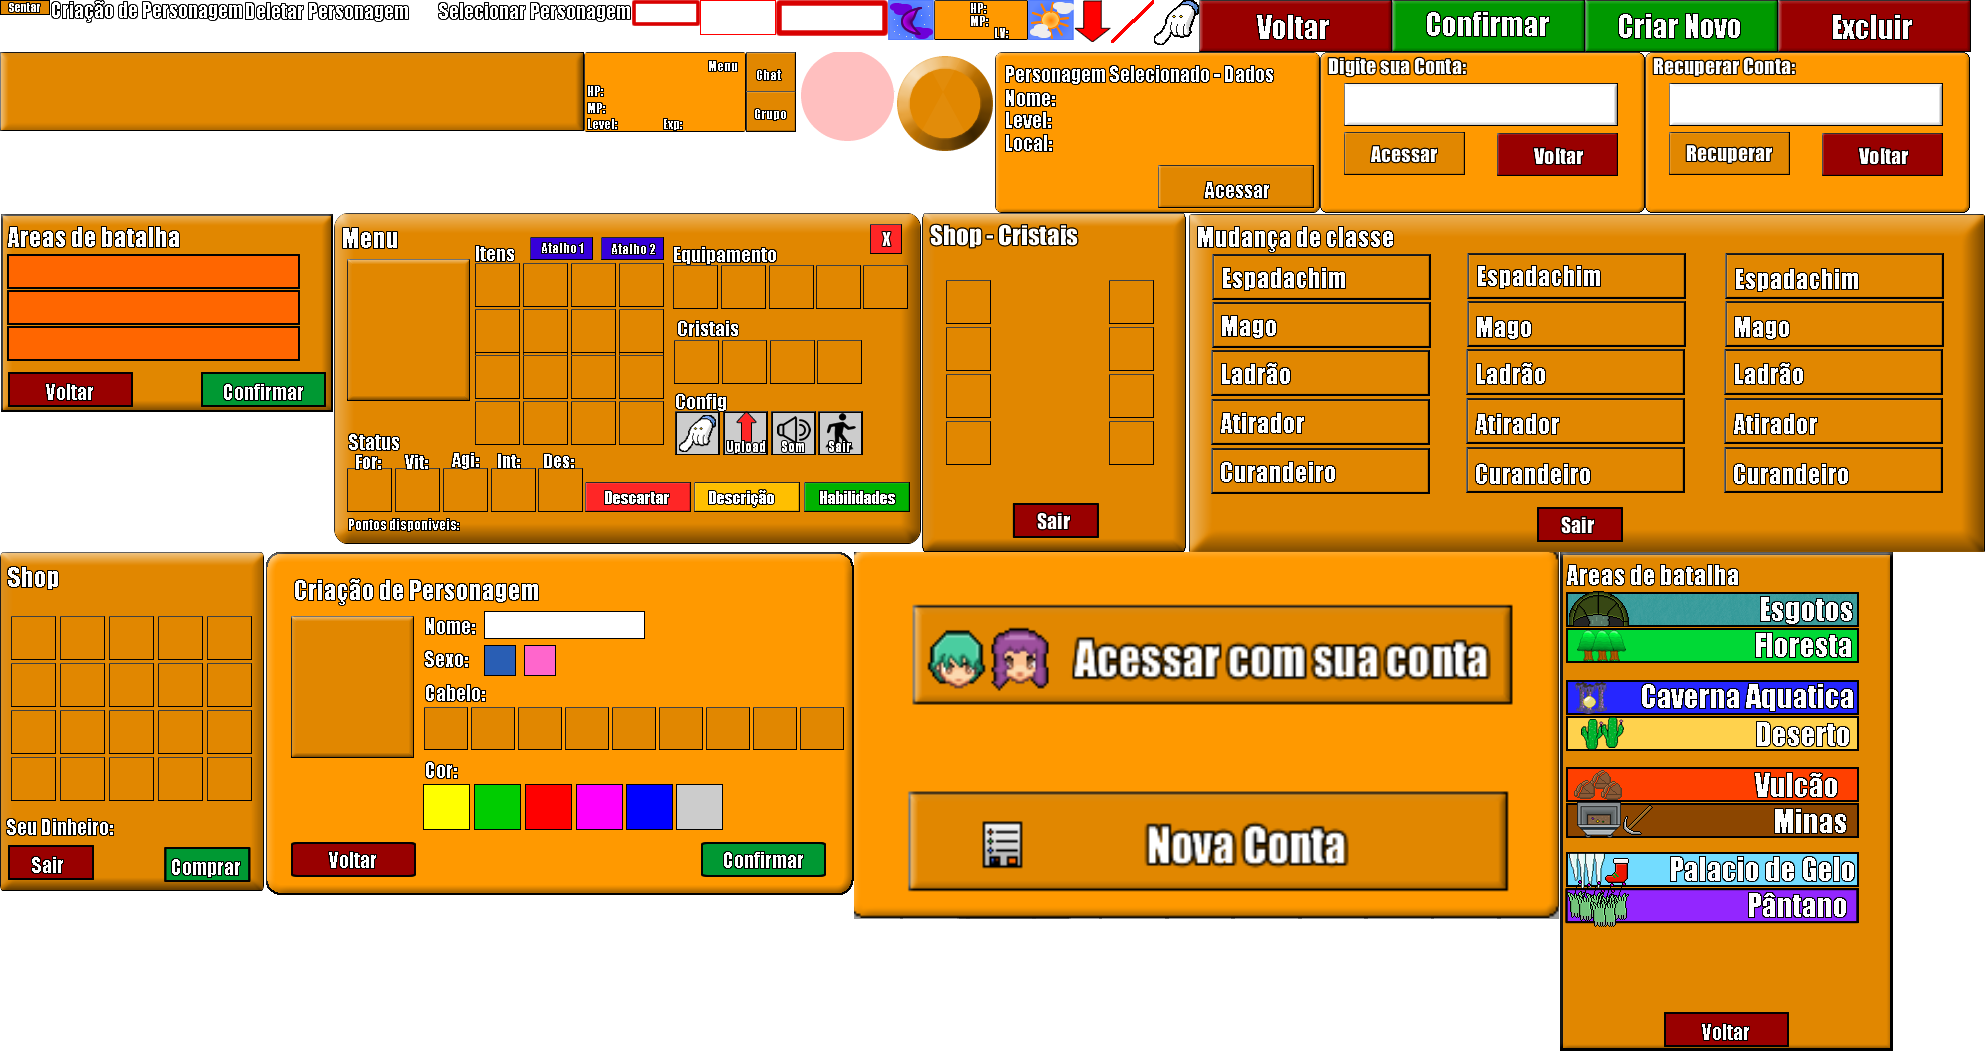 Sentar
Criação de Personagem
Deletar Personagem
Selecionar Personagem
HP:
MP:
LV:
Voltar
Confirmar
Criar Novo
Excluir
Menu
HP:
MP:
Level:
Exp:
Chat
Grupo
Personagem Selecionado - Dados
Nome:
Level:
Local:
Acessar
Digite sua Conta:
Acessar
Voltar
Recuperar Conta:
Recuperar
Voltar
Areas de batalha
Voltar
Confirmar
Menu
X
Itens
Atalho 1
Atalho 2
Equipamento
Cristais
Config
Upload
Som
Sair
Status
For:
Vit:
Agi:
Int:
Des:
Descartar
Descrição
Habilidades
Pontos disponiveis:
Shop - Cristais
Sair
Mudança de classe
Espadachim
Mago
Ladrão
Atirador
Curandeiro
Espadachim
Mago
Ladrão
Atirador
Curandeiro
Espadachim
Mago
Ladrão
Atirador
Curandeiro
Sair
Shop
Seu Dinheiro:
Sair
Comprar
Criação de Personagem
Nome:
Sexo:
Cabelo:
Cor:
Voltar
Confirmar
Acessar com sua conta
Nova Conta
Areas de batalha
Esgotos
Floresta
Caverna Aquatica
Deserto
Vulcão
Minas
Palacio de Gelo
Pântano
Voltar